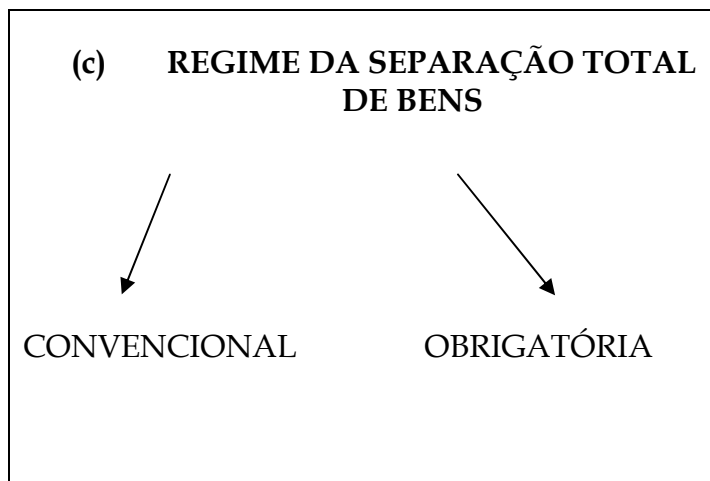 (c) REGIME DA SEPARAÇÃO TOTAL
DE BENS
CONVENCIONAL OBRIGATÓRIA